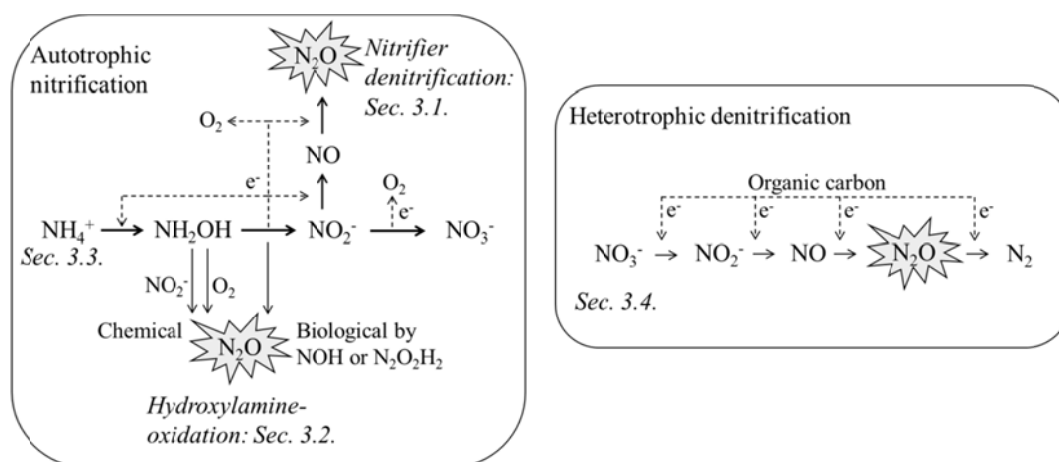 Autotrophic
nitrification
N₂O
Nitrifier
denitrification:
Sec. 3.1.
O₂
NO
e⁻
O₂
e⁻
NH₄⁺
NH₂OH
NO₂⁻
NO₃⁻
Sec. 3.3.
NO₂⁻
O₂
Chemical
N₂O
Biological by
NOH or N₂O₂H₂
Hydroxylamine-
oxidation: Sec. 3.2.
Heterotrophic denitrification
Organic carbon
e⁻ e⁻ e⁻ e⁻
NO₃⁻ NO₂⁻ NO N₂O N₂
Sec. 3.4.